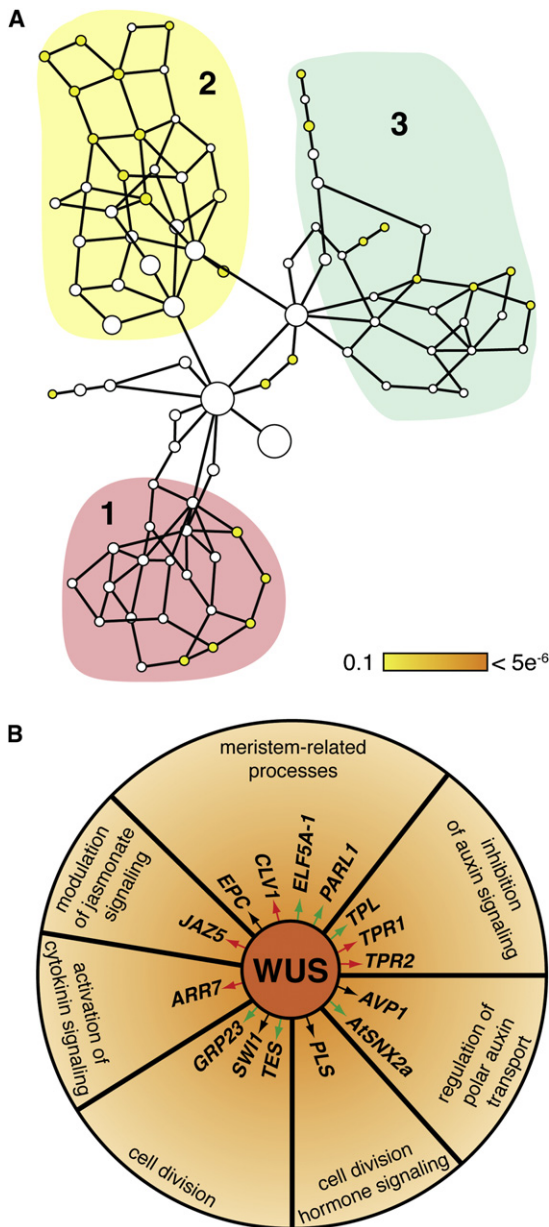 A
2
3
1
0.1
< 5e-6
B
meristem-related
processes
inhibition
of auxin signaling
modulation
of jasmonate
signaling
activation of
cytokinin signaling
regulation of
polar auxin
transport
cell division
cell division
hormone signaling
EPC
CLV1
ELF5A-1
PARL1
TPL
TPR1
TPR2
JAZ5
ARR7
WUS
AVP1
AtSNX2a
GRP23
SWI1
TES
PLS